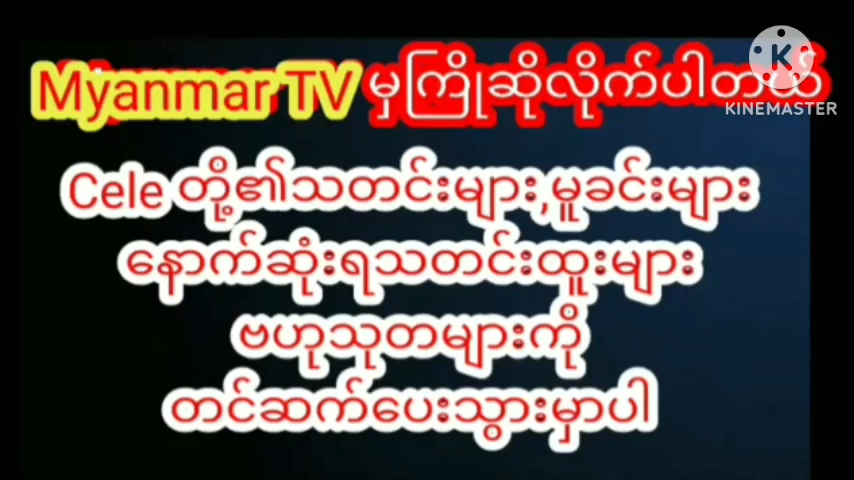 Myanmar TV မှကြိုဆိုလိုက်ပါတယ်
KINEMASTER
Cele တို့၏သတင်းများ,မူခင်းများ
နောက်ဆုံးရသတင်းထူးများ
ဗဟုသုတများကို
တင်ဆက်ပေးသွားမှာပါ